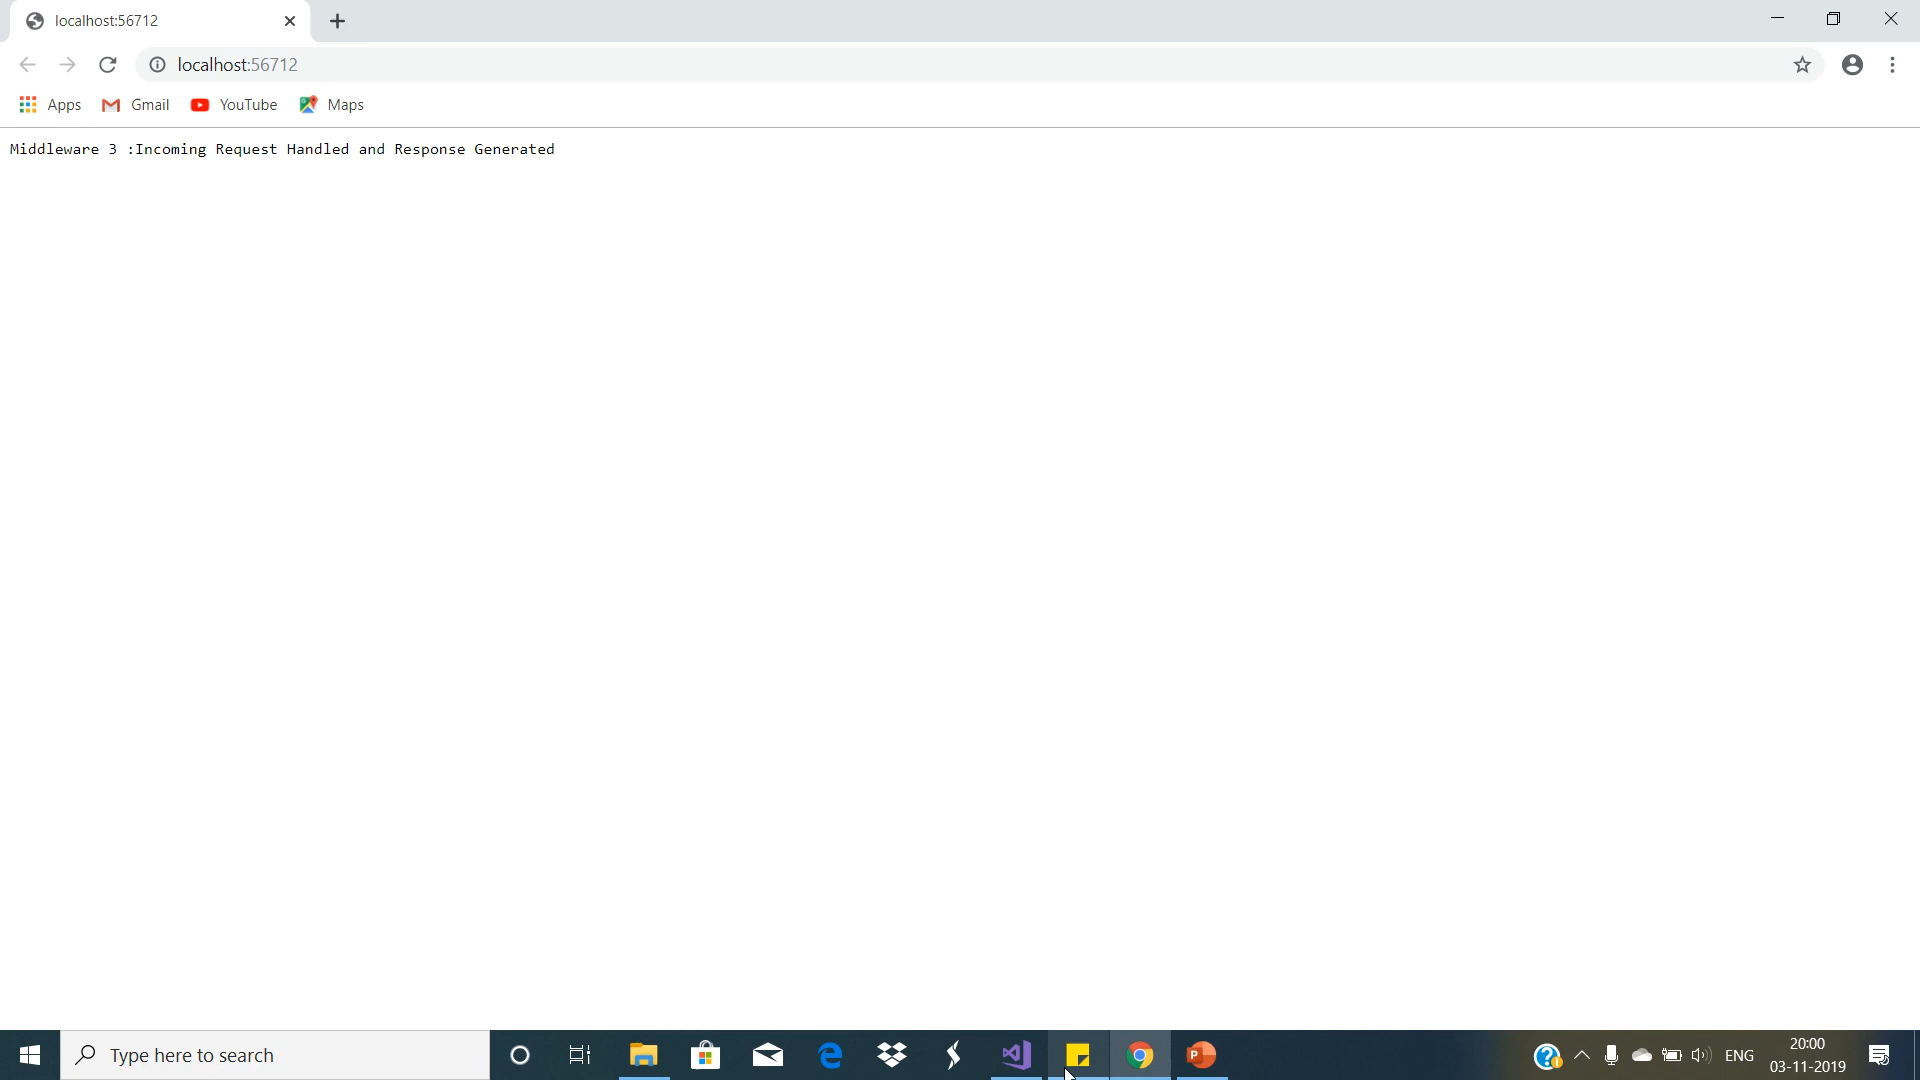 localhost:56712
localhost:56712
Apps Gmail YouTube Maps
Middleware 3 :Incoming Request Handled and Response Generated
Type here to search
ENG
20:00
03-11-2019